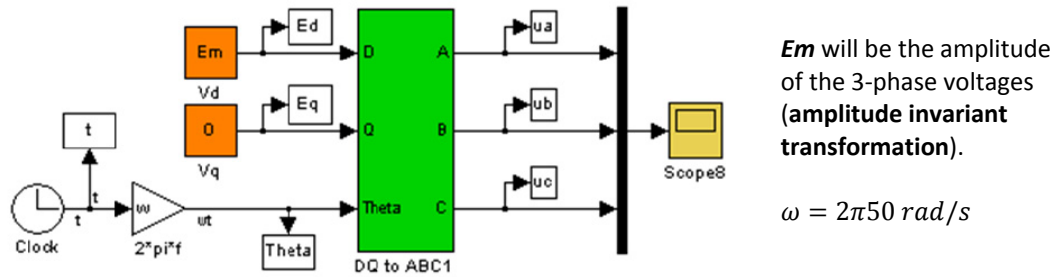 Em
Vd
Ed
0
Vq
Eq
t
Clock
t
t
w
2*pi*f
wt
Theta
D
Q
Theta
A
B
C
DQ to ABC1
ua
ub
uc
Scope8
Em will be the amplitude
of the 3-phase voltages
(amplitude invariant
transformation).
ω = 2π50 rad/s